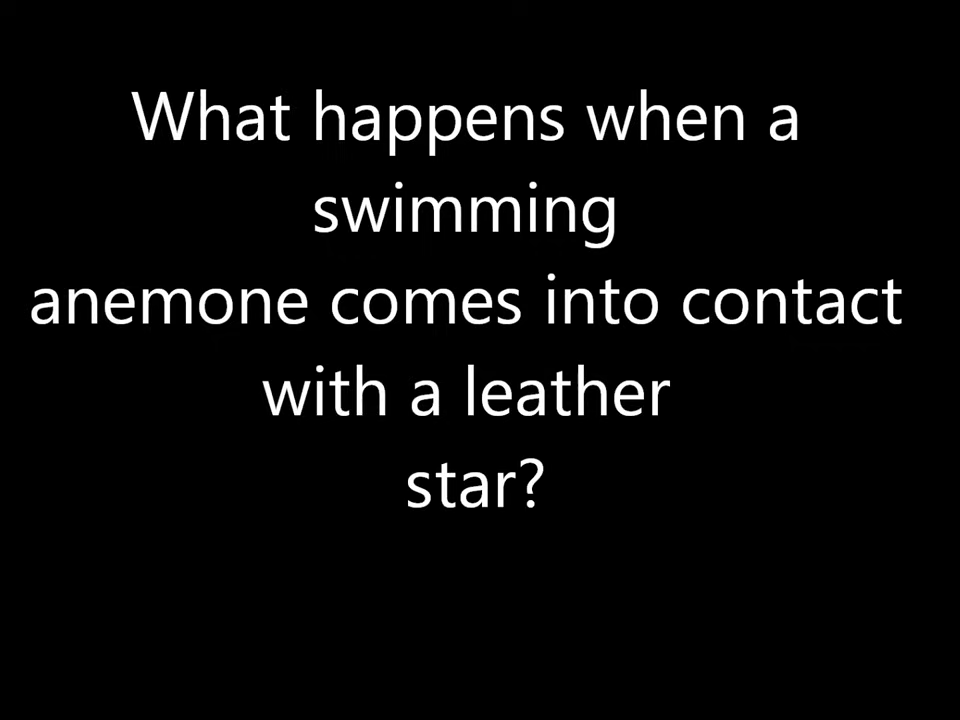 What happens when a
swimming
anemone comes into contact
with a leather
star?